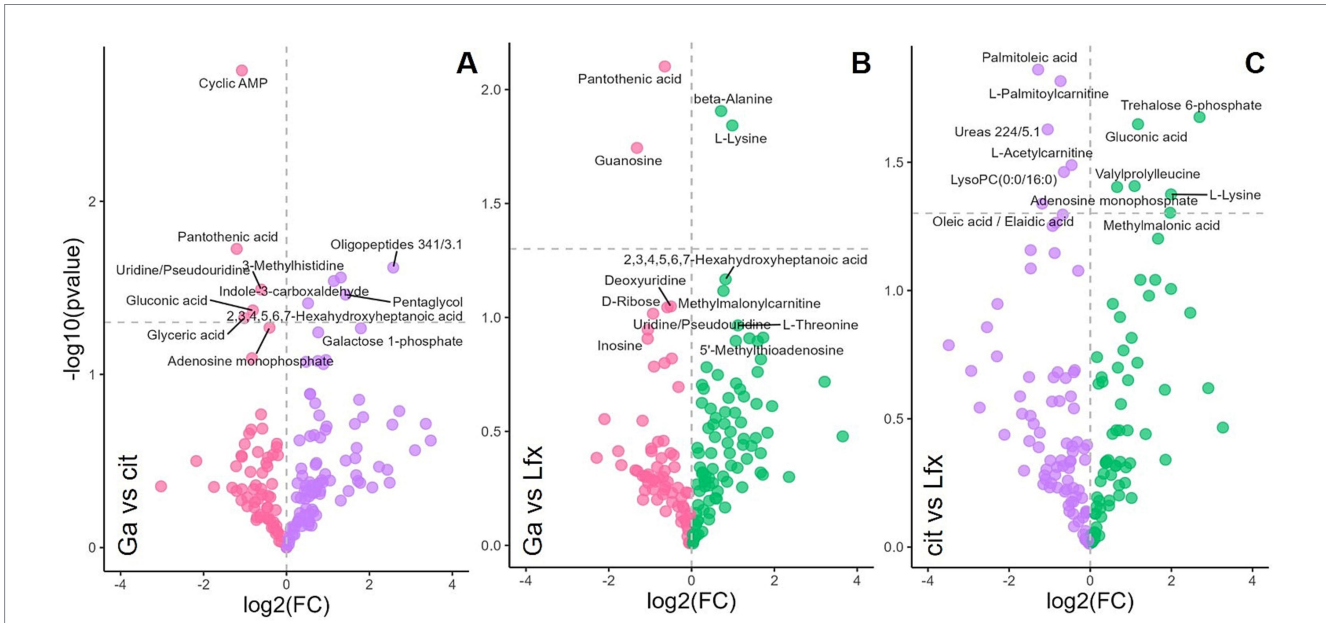 A
Cyclic AMP
Pantothenic acid
Oligopeptides 341/3.1
Uridine/Pseudouridine
3-Methylhistidine
Indole-3-carboxaldehyde
Gluconic acid
Pentaglycol
2,3,4,5,6,7-Hexahydroxyheptanoic acid
Glyceric acid
Galactose 1-phosphate
Adenosine monophosphate
Ga vs cit
-log10(pvalue)
2
1
0
-4
-2
0
2
4
log2(FC)
B
Pantothenic acid
beta-Alanine
L-Lysine
Guanosine
2,3,4,5,6,7-Hexahydroxyheptanoic acid
Deoxyuridine
D-Ribose
Methylmalonylcarnitine
Uridine/Pseudouridine
L-Threonine
Inosine
5'-Methylthioadenosine
Ga vs Lfx
2.0
1.5
1.0
0.5
0.0
-4
-2
0
2
4
log2(FC)
C
Palmitoleic acid
L-Palmitoylcarnitine
Trehalose 6-phosphate
Ureas 224/5.1
Gluconic acid
L-Acetylcarnitine
Valylprolylleucine
LysoPC(0:0/16:0)
L-Lysine
Adenosine monophosphate
Oleic acid / Elaidic acid
Methylmalonic acid
cit vs Lfx
1.5
1.0
0.5
0.0
-4
-2
0
2
4
log2(FC)